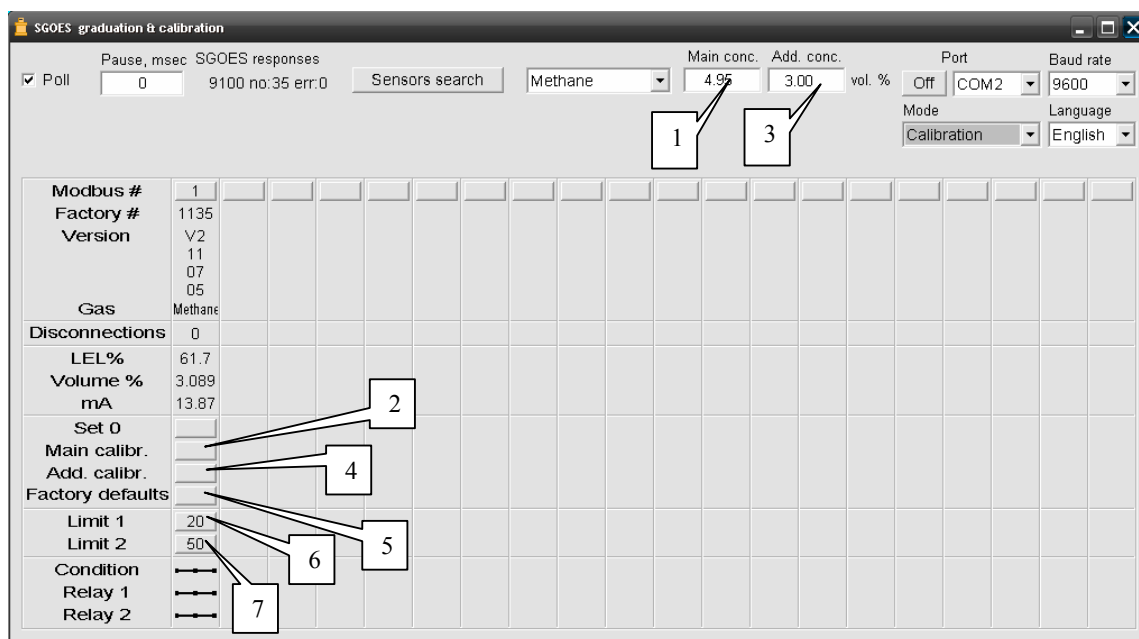 SGOES graduation & calibration
Pause, msec SGOES responses Main conc. Add. conc. Port Baud rate
Poll 0 9100 no:35 err:0 Sensors search Methane 4.95 3.00 vol. % Off COM2 9600
Mode Language
1 3 Calibration English
Modbus # 1
Factory # 1135
Version V2
11
07
05
Gas Methane
Disconnections 0
LEL% 61.7
Volume % 3.089
mA 13.87
2
Set 0
Main calibr.
Add. calibr. 4
Factory defaults
Limit 1 20
5
Limit 2 50
6
Condition
Relay 1
7
Relay 2